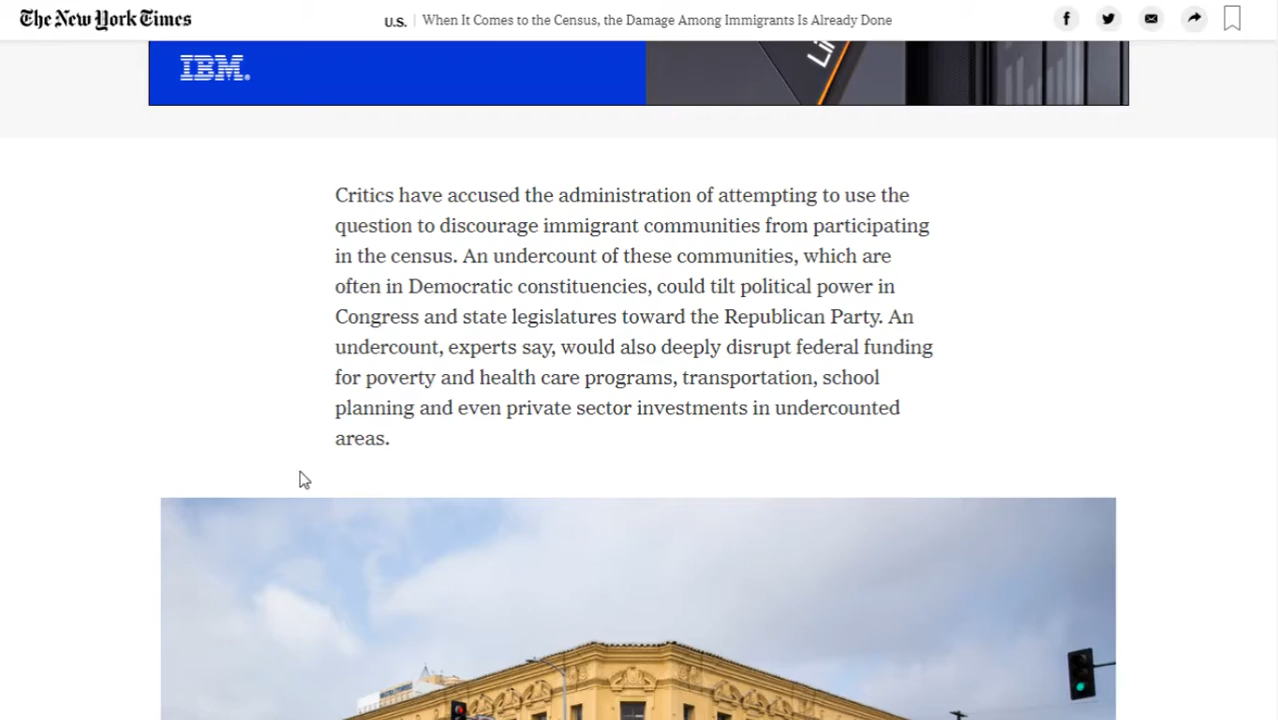 The New York Times
U.S. | When It Comes to the Census, the Damage Among Immigrants Is Already Done
IBM.
Critics have accused the administration of attempting to use the
question to discourage immigrant communities from participating
in the census. An undercount of these communities, which are
often in Democratic constituencies, could tilt political power in
Congress and state legislatures toward the Republican Party. An
undercount, experts say, would also deeply disrupt federal funding
for poverty and health care programs, transportation, school
planning and even private sector investments in undercounted
areas.